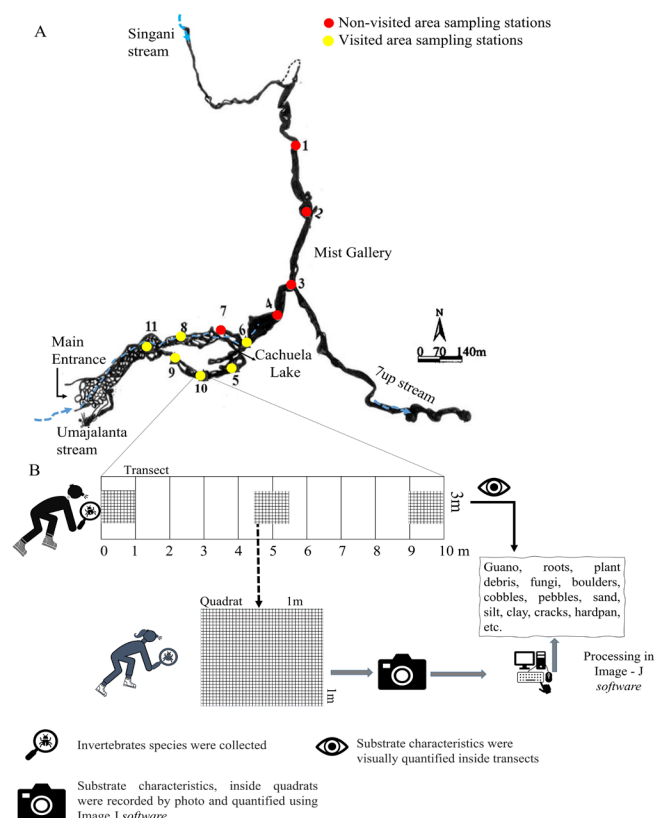 A
Singani
stream
Non-visited area sampling stations
Visited area sampling stations
1
2
Mist Gallery
3
4
7
8
6
11
Main
Entrance
Cachuela
Lake
9
5
10
N
0 70 140m
7up stream
Umajalanta
stream
B
Transect
3m
0 1 2 3 4 5 6 7 8 9 10 m
Guano, roots, plant
debris, fungi, boulders,
cobbles, pebbles, sand,
silt, clay, cracks, hardpan,
etc.
Quadrat 1m
1m
Processing in
Image - J
software
Invertebrates species were collected
Substrate characteristics were
visually quantified inside transects
Substrate characteristics, inside quadrats
were recorded by photo and quantified using
Image J software